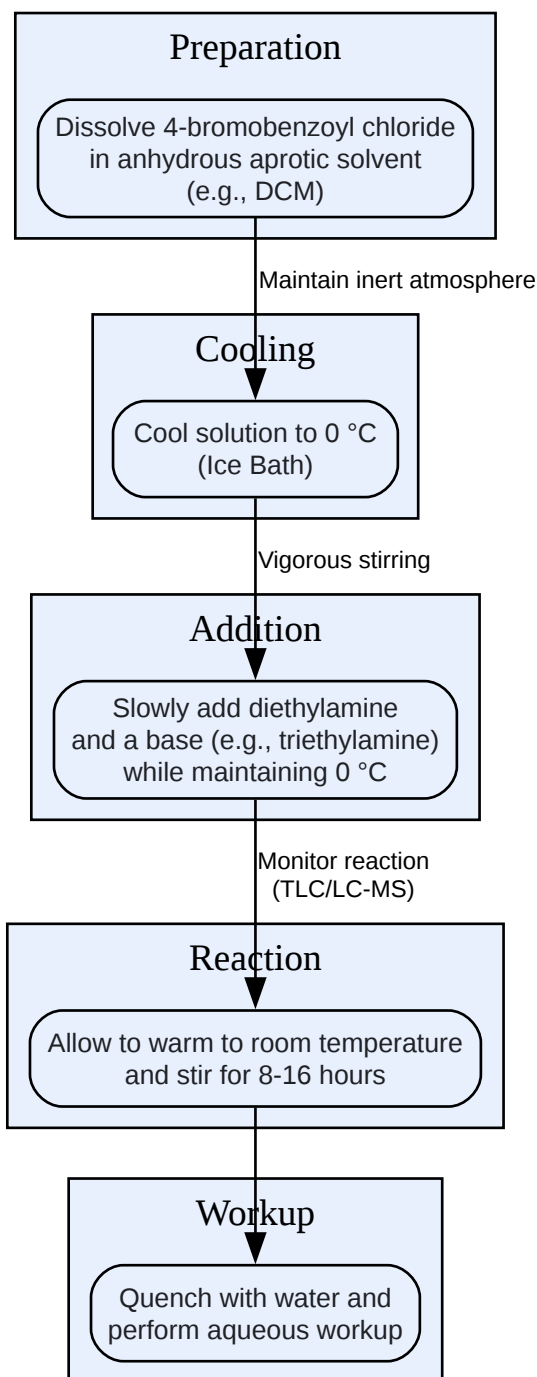 Preparation
Dissolve 4-bromobenzoyl chloride
in anhydrous aprotic solvent
(e.g., DCM)
Maintain inert atmosphere
Cooling
Cool solution to 0 °C
(Ice Bath)
Vigorous stirring
Addition
Slowly add diethylamine
and a base (e.g., triethylamine)
while maintaining 0 °C
Monitor reaction
(TLC/LC-MS)
Reaction
Allow to warm to room temperature
and stir for 8-16 hours
Workup
Quench with water and
perform aqueous workup